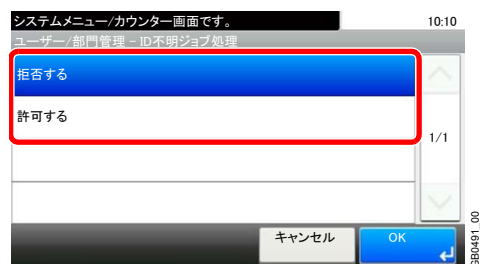 システムメニュー/カウンター画面です。
10:10
ユーザー/部門管理 - ID不明ジョブ処理
拒否する
許可する
1/1
キャンセル
OK
GB0491_00